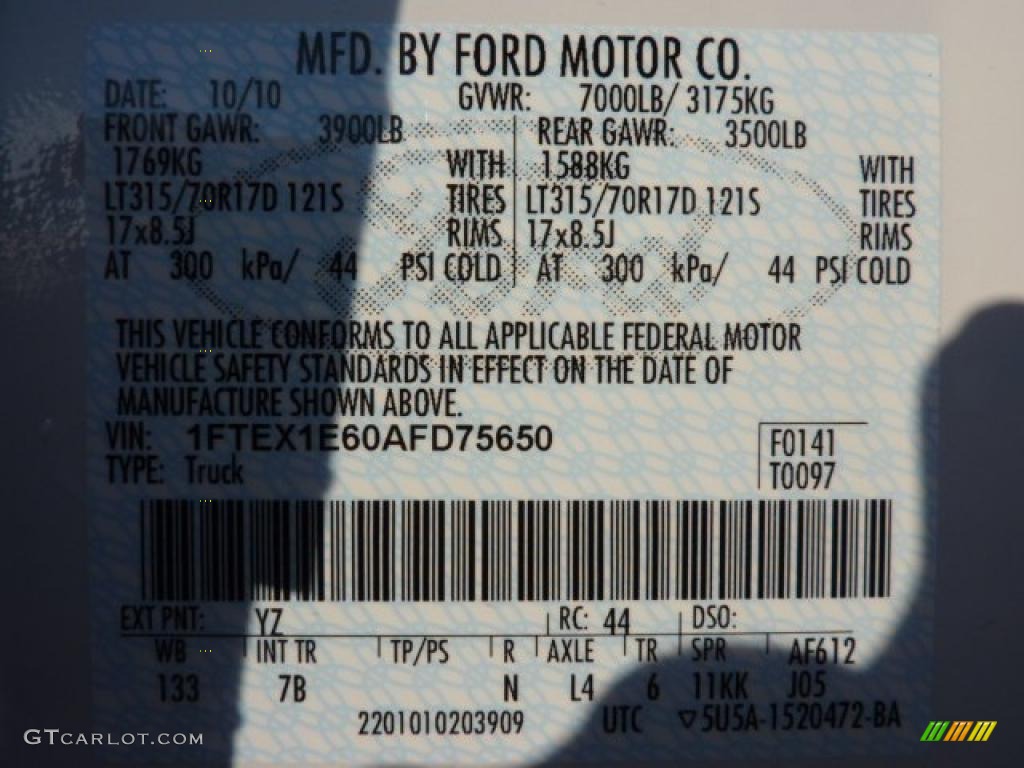 MFD. BY FORD MOTOR CO.
DATE: 10/10 GVWR: 7000LB/ 3175KG
FRONT GAWR: 3900LB REAR GAWR: 3500LB
1769KG WITH 1588KG WITH
LT315/70R17D 121S TIRES LT315/70R17D 121S TIRES
17x8.5J RIMS 17x8.5J RIMS
AT 300 kPa/ 44 PSI COLD AT 300 kPa/ 44 PSI COLD
THIS VEHICLE CONFORMS TO ALL APPLICABLE FEDERAL MOTOR
VEHICLE SAFETY STANDARDS IN EFFECT ON THE DATE OF
MANUFACTURE SHOWN ABOVE.
VIN: 1FTEX1E60AFD75650
F0141
TYPE: Truck
T0097
EXT PNT: YZ RC: 44 DSO:
WB INT TR TP/PS R AXLE TR SPR AF612
133 7B N L4 6 11KK J05
2201010203909 UTC ▽5U5A-1520472-BA
GTCARLOT.COM